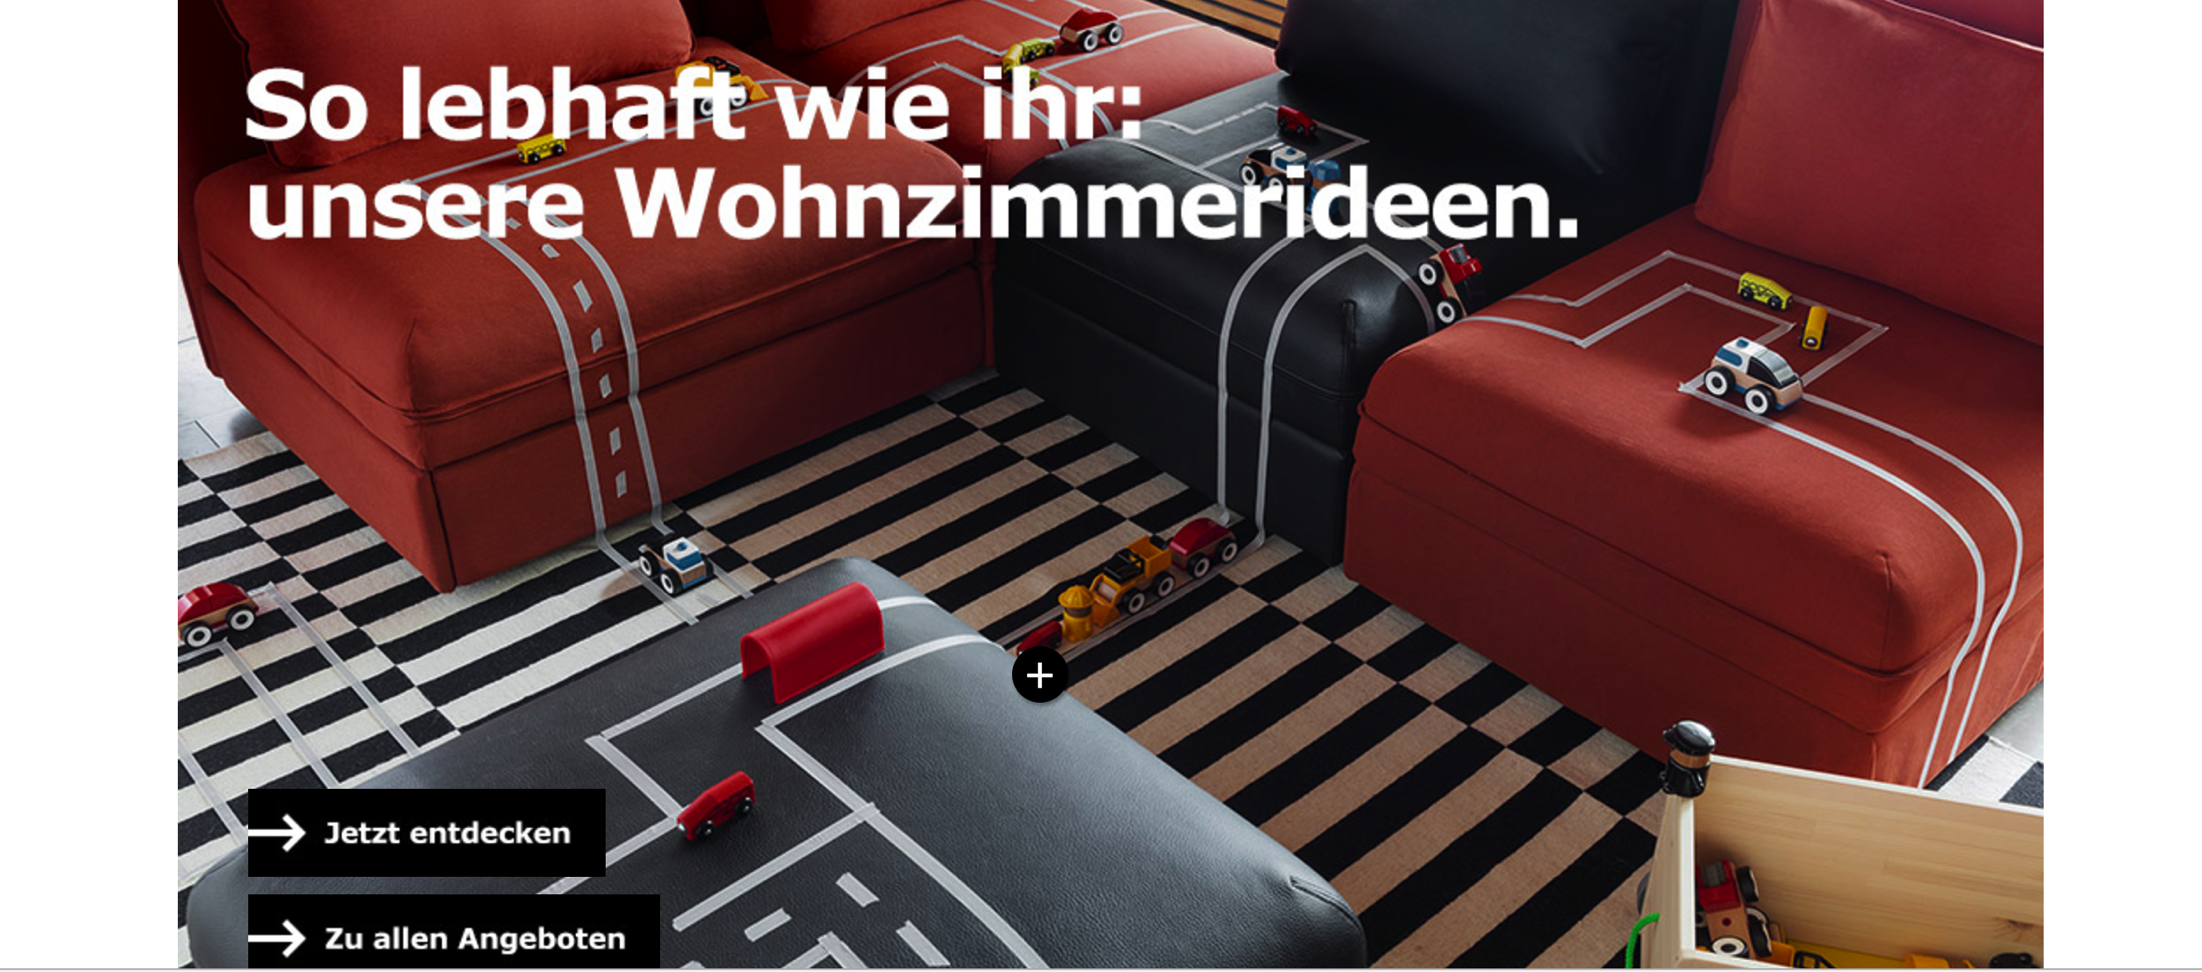 So lebhaft wie ihr:
unsere Wohnzimmerideen.
Jetzt entdecken
Zu allen Angeboten